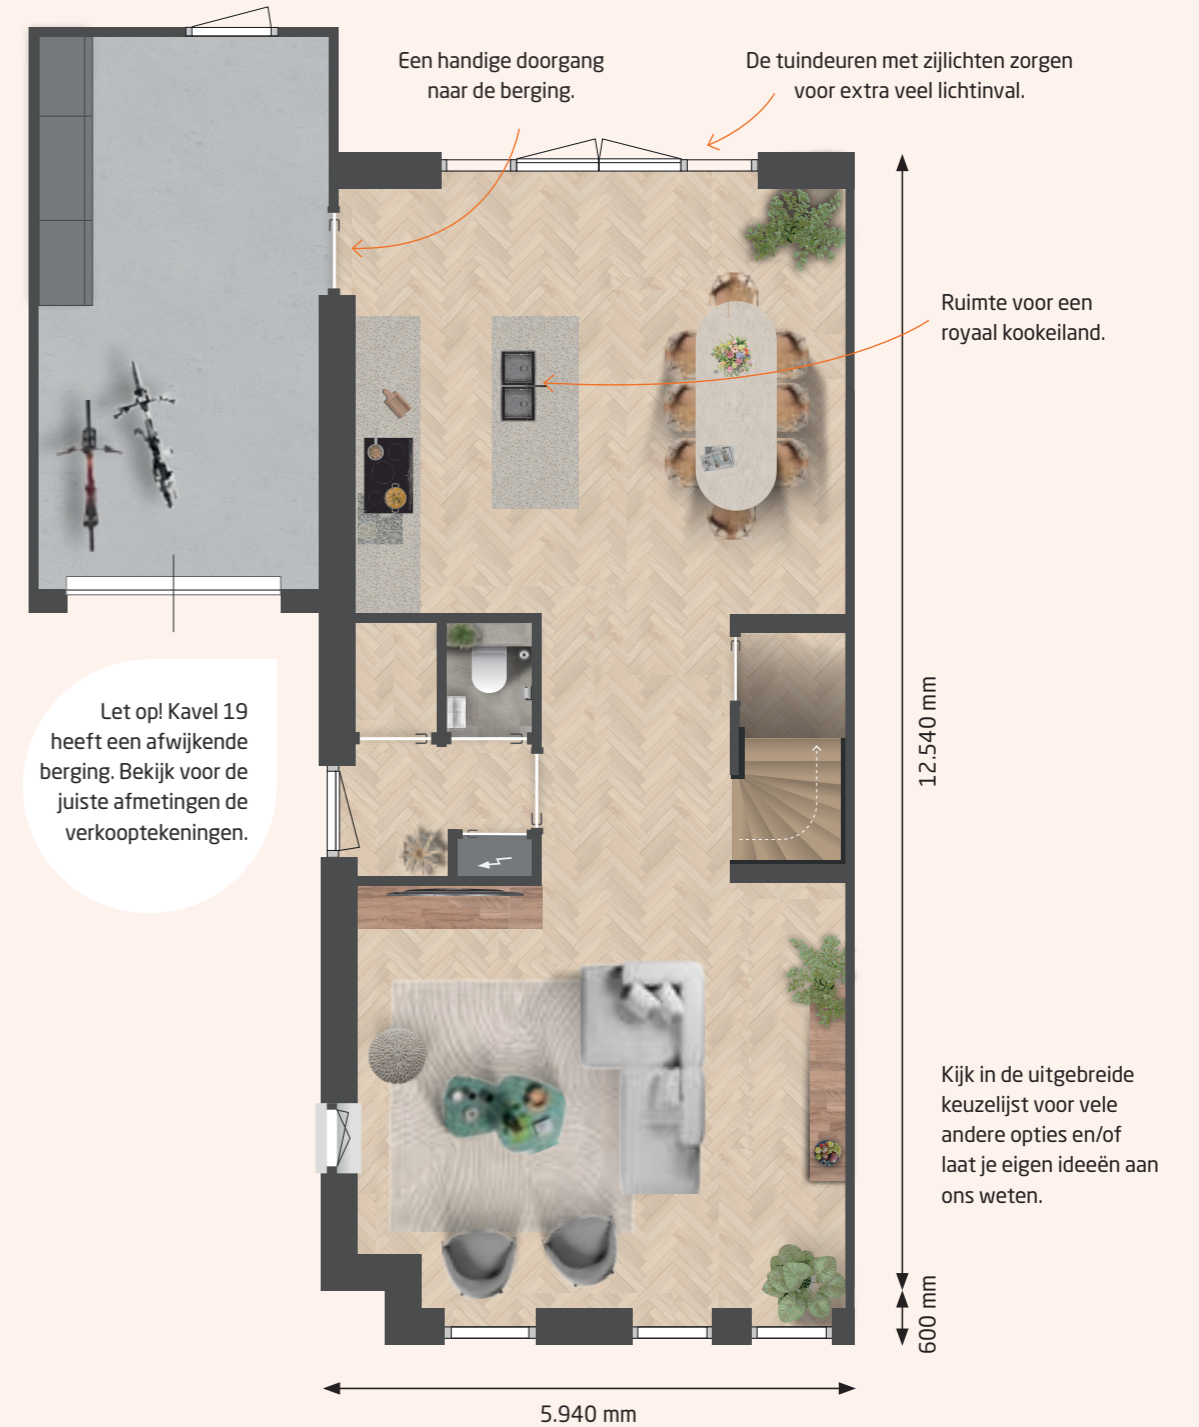 Een handige doorgang
naar de berging.
De tuindeuren met zijlichten zorgen
voor extra veel lichtinval.
Ruimte voor een
royaal kookeiland.
Let op! Kavel 19
heeft een afwijkende
berging. Bekijk voor de
juiste afmetingen de
verkooptekeningen.
12.540 mm
Kijk in de uitgebreide
keuzelijst voor vele
andere opties en/of
laat je eigen ideeën aan
ons weten.
600 mm
5.940 mm